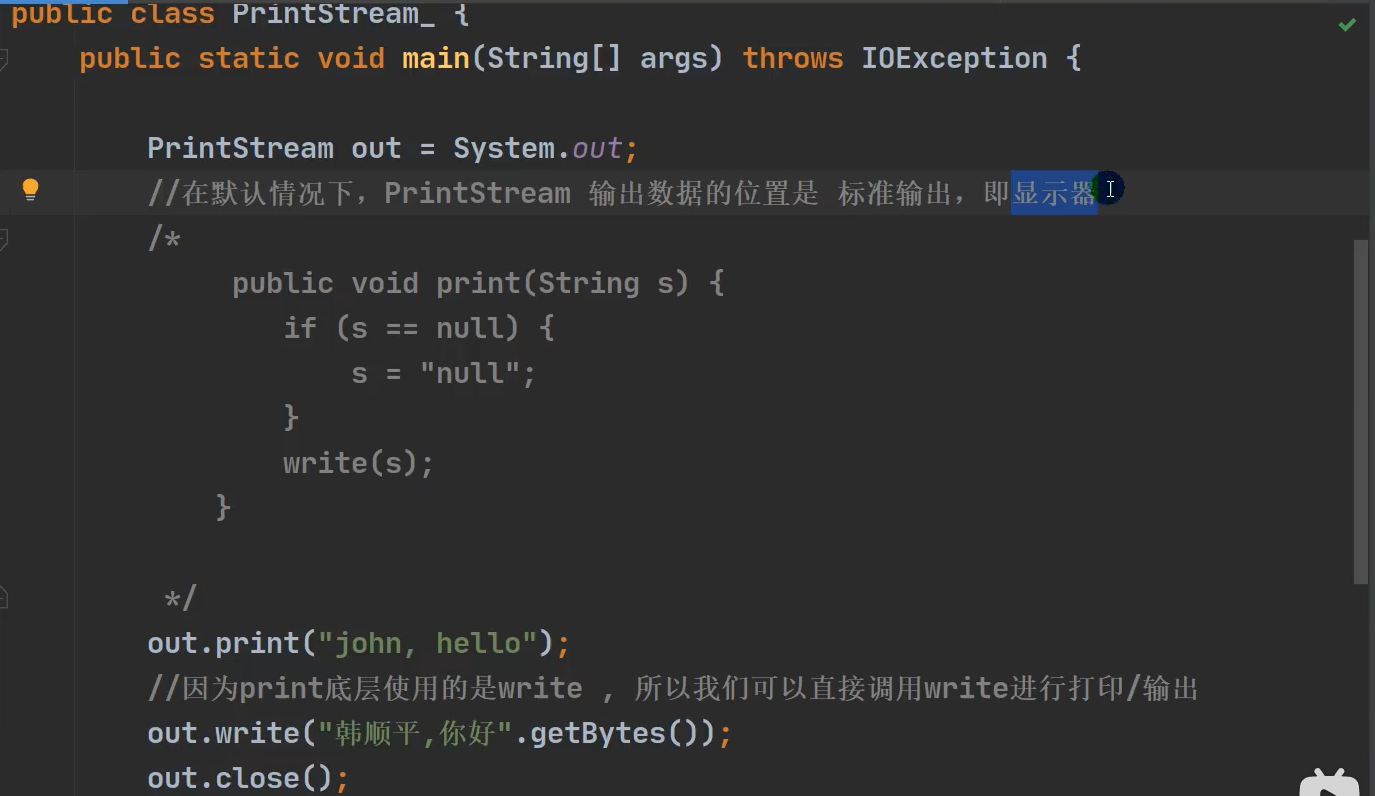 public class PrintStream_ {
public static void main(String[] args) throws IOException {
PrintStream out = System.out;
//在默认情况下，PrintStream 输出数据的位置是 标准输出，即显示器
/*
public void print(String s) {
if (s == null) {
s = "null";
}
write(s);
}
*/
out.print("john, hello");
//因为print底层使用的是write , 所以我们可以直接调用write进行打印/输出
out.write("韩顺平,你好".getBytes());
out.close();